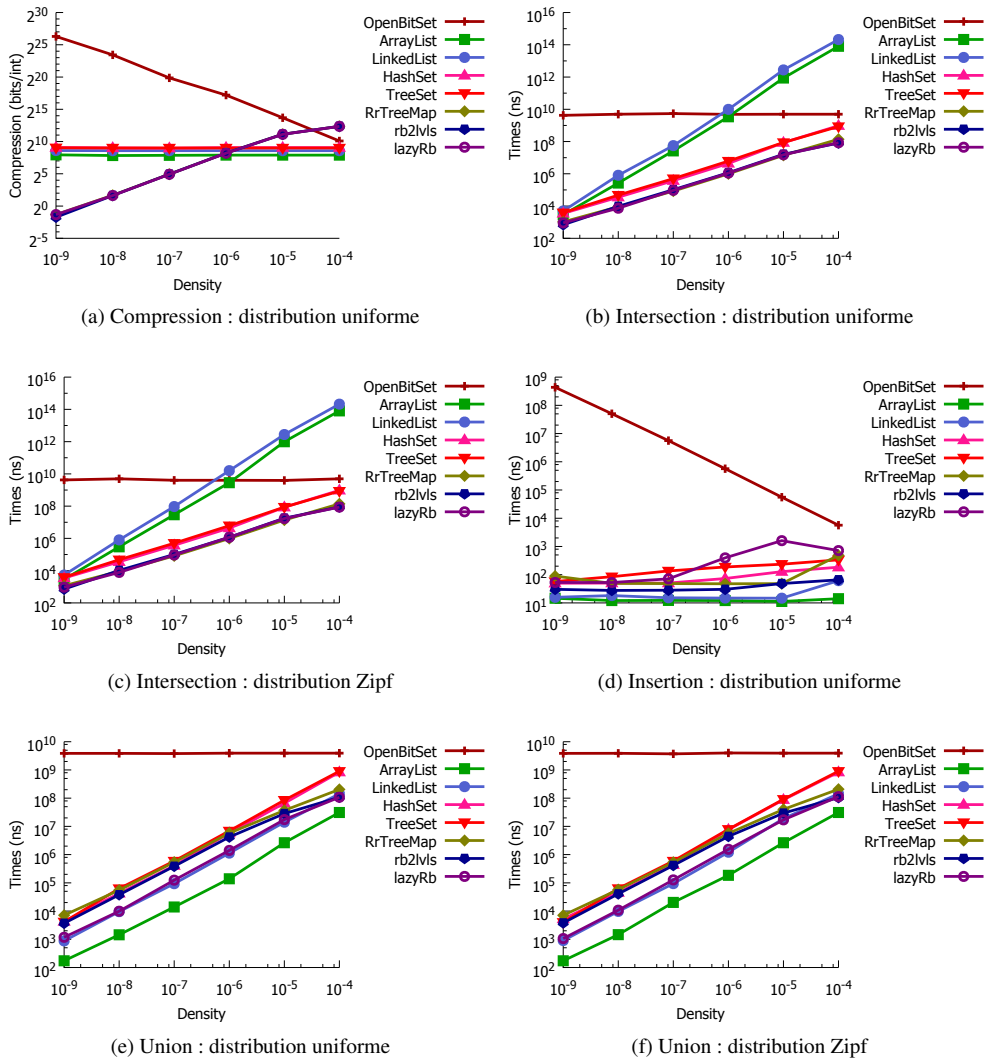 Compression (bits/int)
2^30
2^25
2^20
2^15
2^10
2^5
2^0
2^-5
10^-9 10^-8 10^-7 10^-6 10^-5 10^-4
Density
OpenBitSet
ArrayList
LinkedList
HashSet
TreeSet
RrTreeMap
rb2lvls
lazyRb
(a) Compression : distribution uniforme
Times (ns)
10^16
10^14
10^12
10^10
10^8
10^6
10^4
10^2
10^-9 10^-8 10^-7 10^-6 10^-5 10^-4
Density
OpenBitSet
ArrayList
LinkedList
HashSet
TreeSet
RrTreeMap
rb2lvls
lazyRb
(b) Intersection : distribution uniforme
Times (ns)
10^16
10^14
10^12
10^10
10^8
10^6
10^4
10^2
10^-9 10^-8 10^-7 10^-6 10^-5 10^-4
Density
OpenBitSet
ArrayList
LinkedList
HashSet
TreeSet
RrTreeMap
rb2lvls
lazyRb
(c) Intersection : distribution Zipf
Times (ns)
10^9
10^8
10^7
10^6
10^5
10^4
10^3
10^2
10^1
10^-9 10^-8 10^-7 10^-6 10^-5 10^-4
Density
OpenBitSet
ArrayList
LinkedList
HashSet
TreeSet
RrTreeMap
rb2lvls
lazyRb
(d) Insertion : distribution uniforme
Times (ns)
10^10
10^9
10^8
10^7
10^6
10^5
10^4
10^3
10^2
10^-9 10^-8 10^-7 10^-6 10^-5 10^-4
Density
OpenBitSet
ArrayList
LinkedList
HashSet
TreeSet
RrTreeMap
rb2lvls
lazyRb
(e) Union : distribution uniforme
Times (ns)
10^10
10^9
10^8
10^7
10^6
10^5
10^4
10^3
10^2
10^-9 10^-8 10^-7 10^-6 10^-5 10^-4
Density
OpenBitSet
ArrayList
LinkedList
HashSet
TreeSet
RrTreeMap
rb2lvls
lazyRb
(f) Union : distribution Zipf